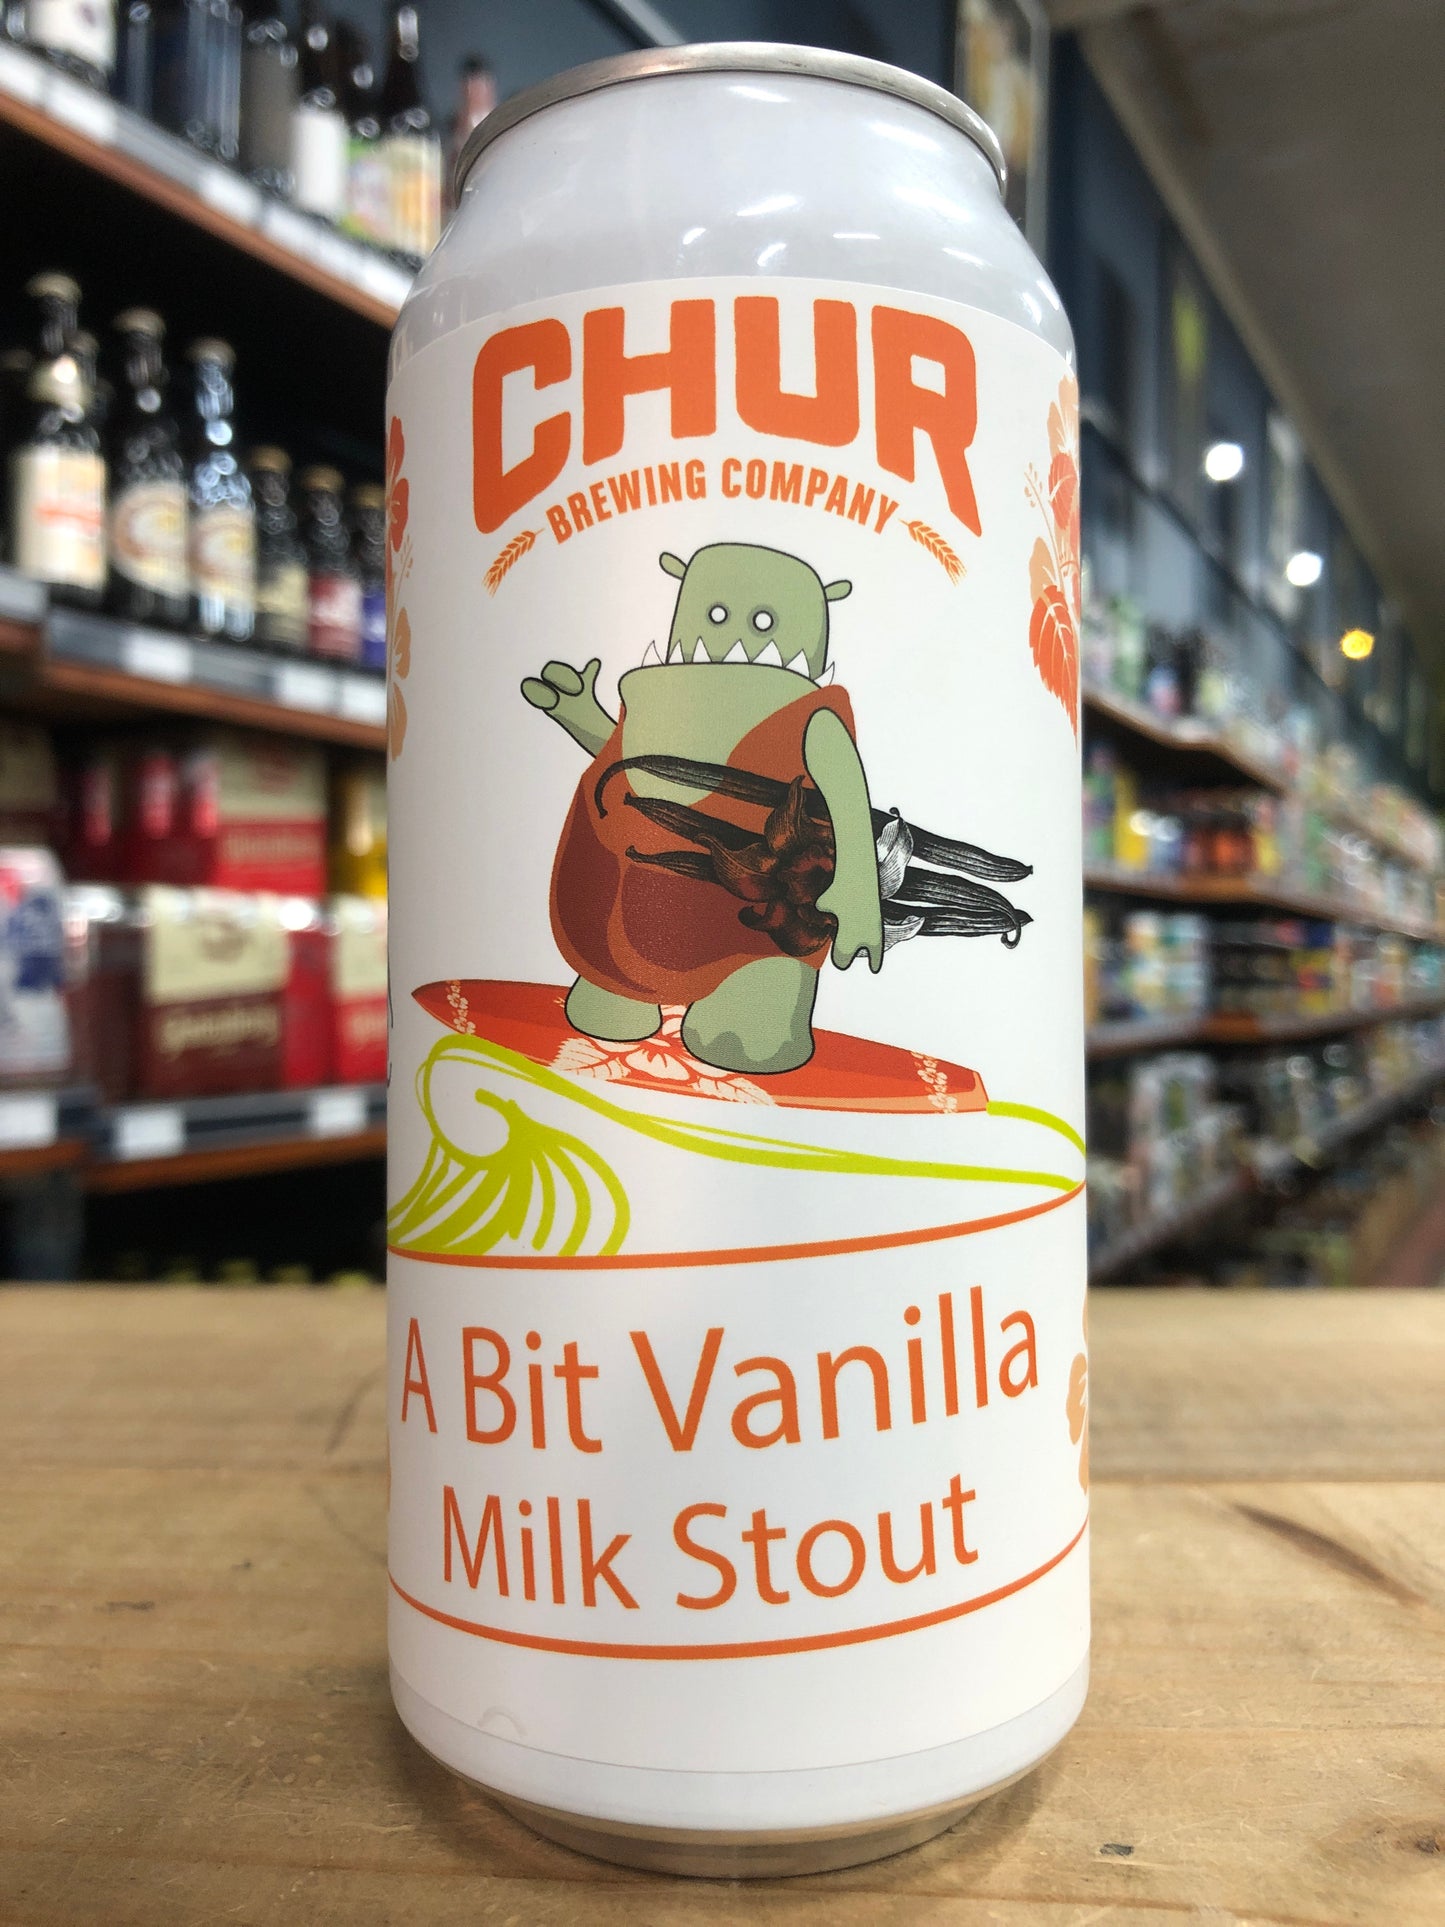 CHUR
BREWING COMPANY
A Bit Vanilla
Milk Stout